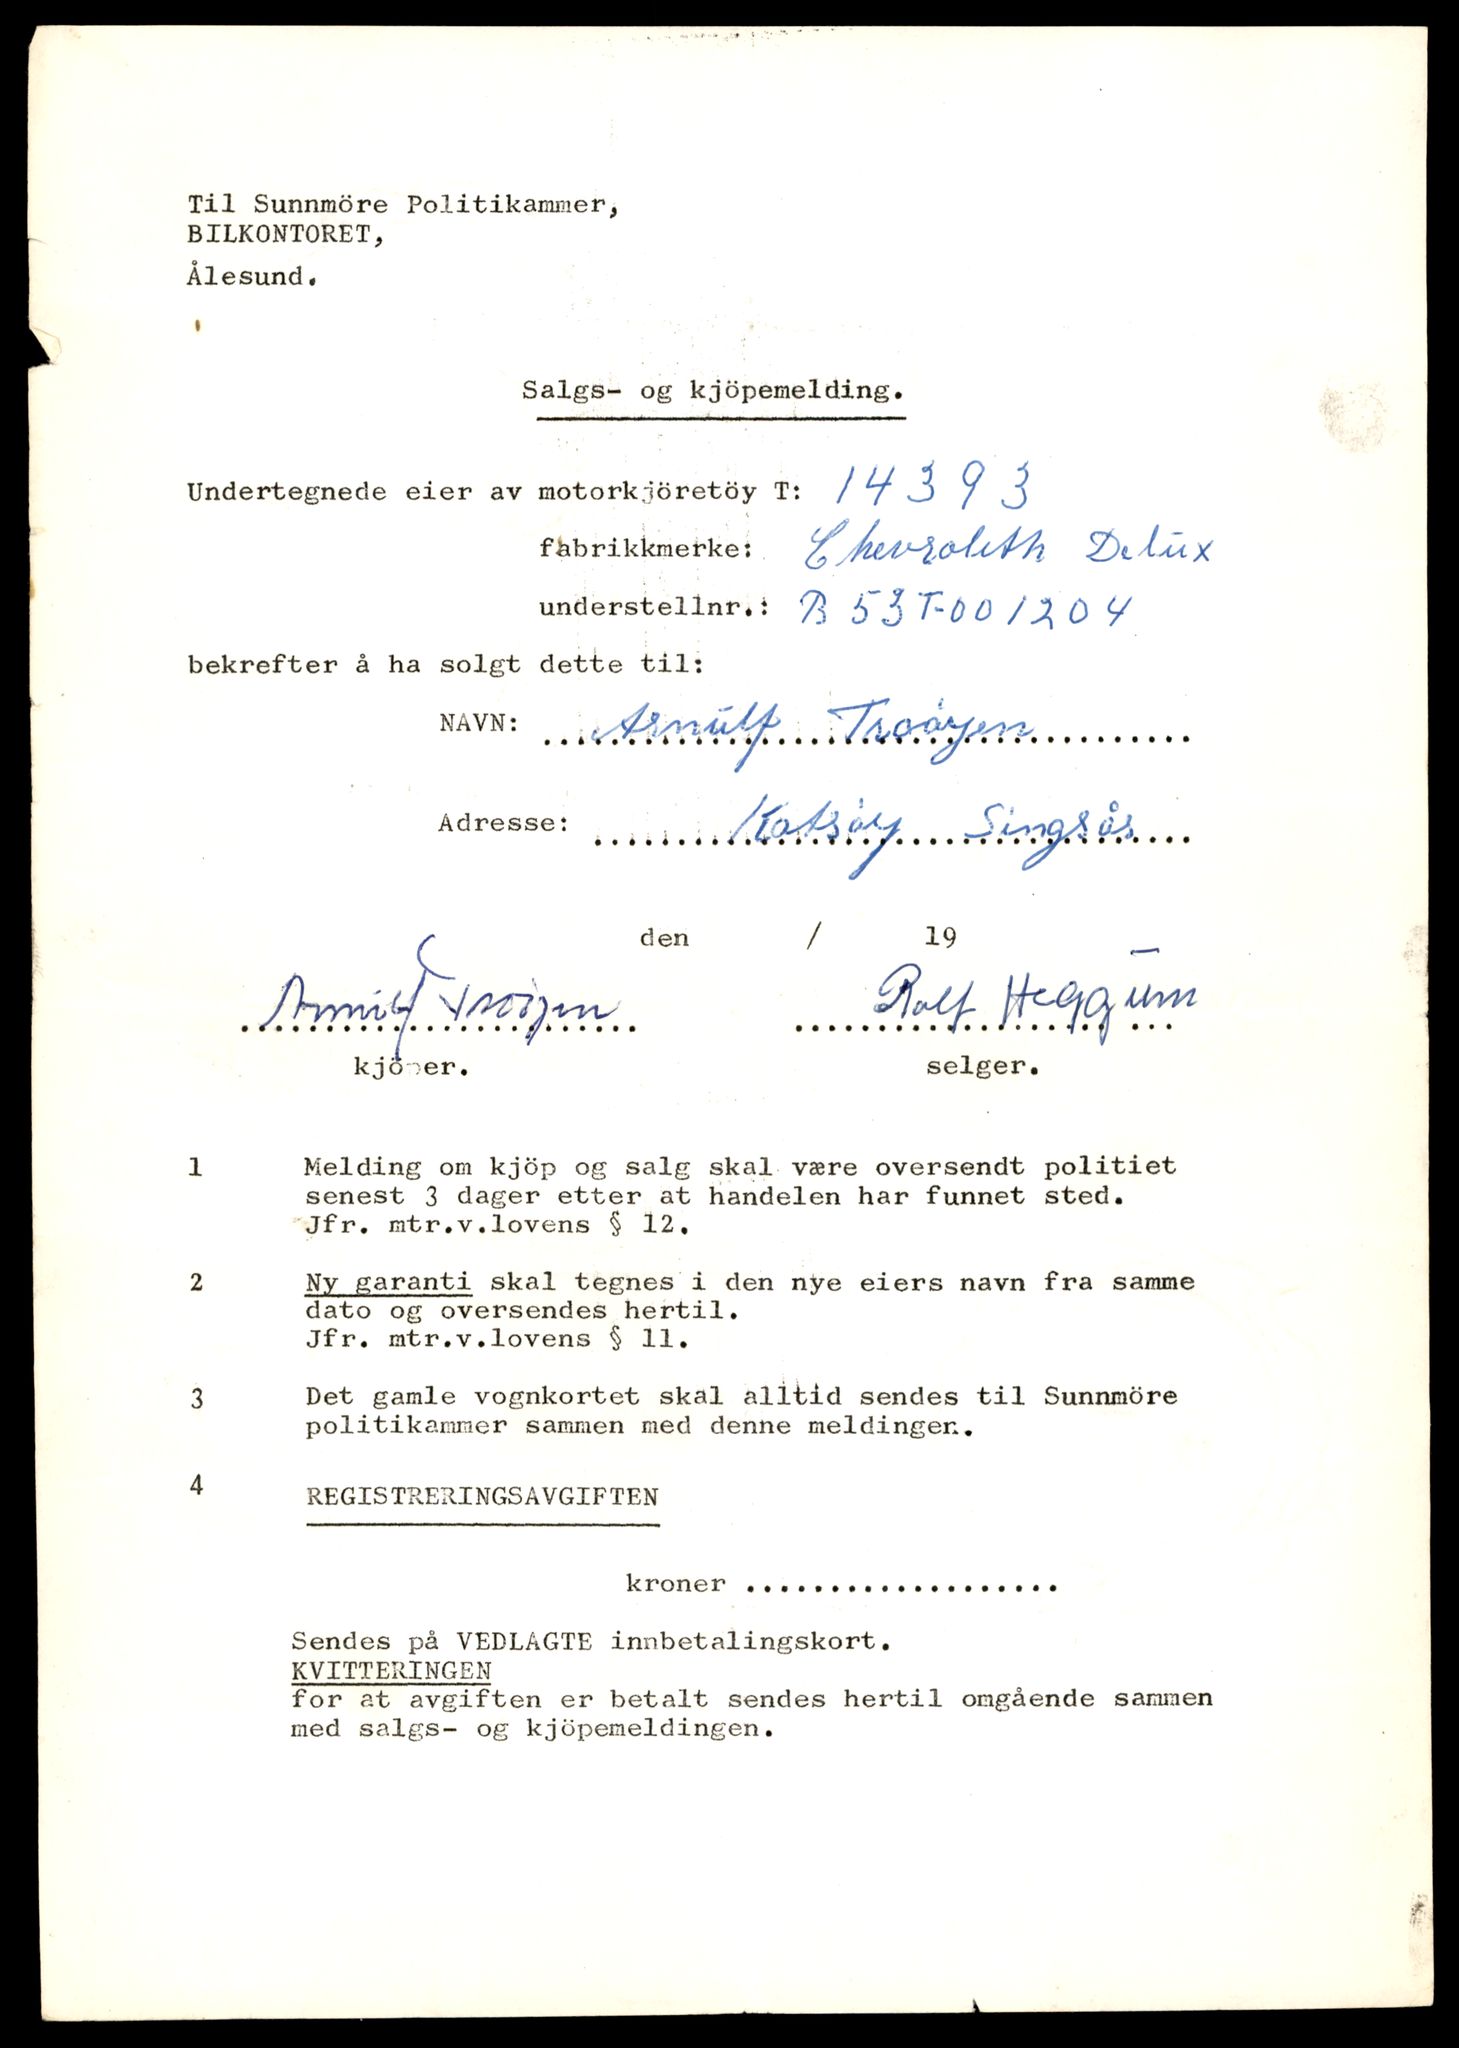 Til Sunnmöre Politikammer,
BILKONTORET,
Ålesund.
Salgs- og kjöpemelding.
Undertegnede eier av motorkjöretöy T: 14393
fabrikkmerke: Chevroleth Delux
understellnr.: B 53T-001204
bekrefter å ha solgt dette til:
NAVN: Arnulf Troöyen
Adresse: Kotsöy Singsås
den / 19
Arnulf Troöyen Rolf Heggum
kjöper. selger.
1 Melding om kjöp og salg skal være oversendt politiet
senest 3 dager etter at handelen har funnet sted.
Jfr. mtr.v.lovens § 12.
2 Ny garanti skal tegnes i den nye eiers navn fra samme
dato og oversendes hertil.
Jfr. mtr.v.lovens § 11.
3 Det gamle vognkortet skal alltid sendes til Sunnmöre
politikammer sammen med denne meldingen.
4 REGISTRERINGSAVGIFTEN
kroner ...................
Sendes på VEDLAGTE innbetalingskort.
KVITTERINGEN
for at avgiften er betalt sendes hertil omgående sammen
med salgs- og kjöpemeldingen.